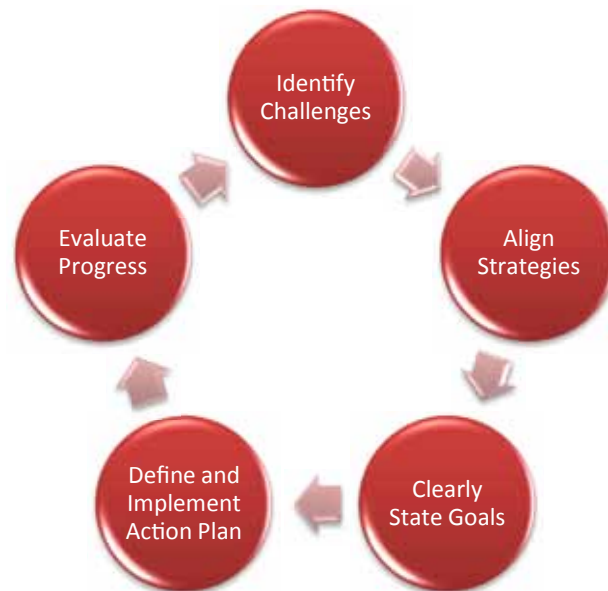 Identify
Challenges
Align
Strategies
Clearly
State Goals
Define and
Implement
Action Plan
Evaluate
Progress